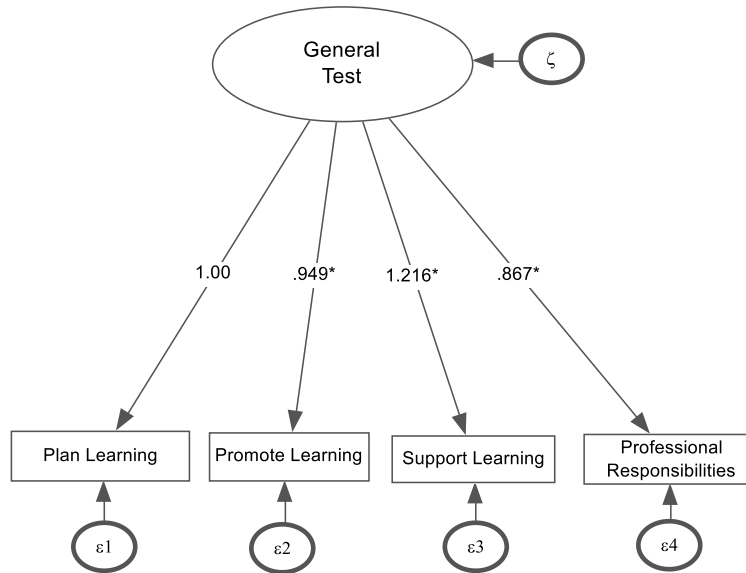 General
Test
ζ
1.00
.949*
1.216*
.867*
Plan Learning
Promote Learning
Support Learning
Professional
Responsibilities
ε1
ε2
ε3
ε4